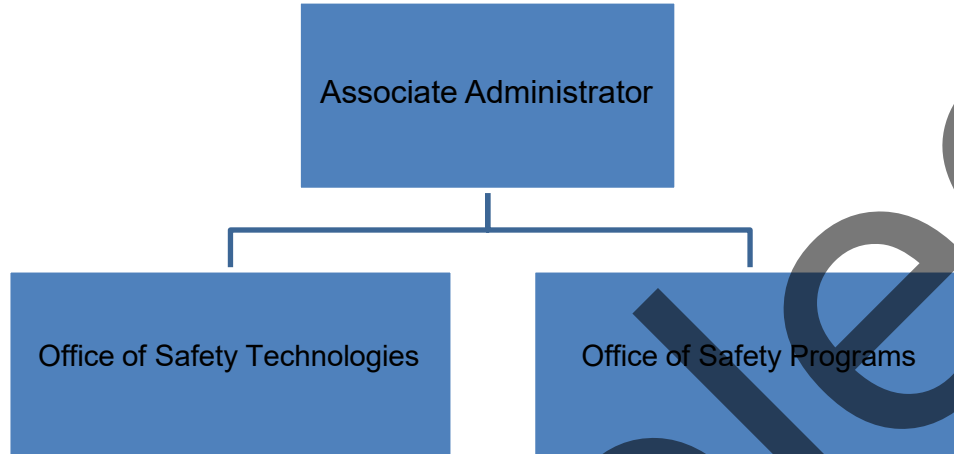 Associate Administrator
Office of Safety Technologies
Office of Safety Programs